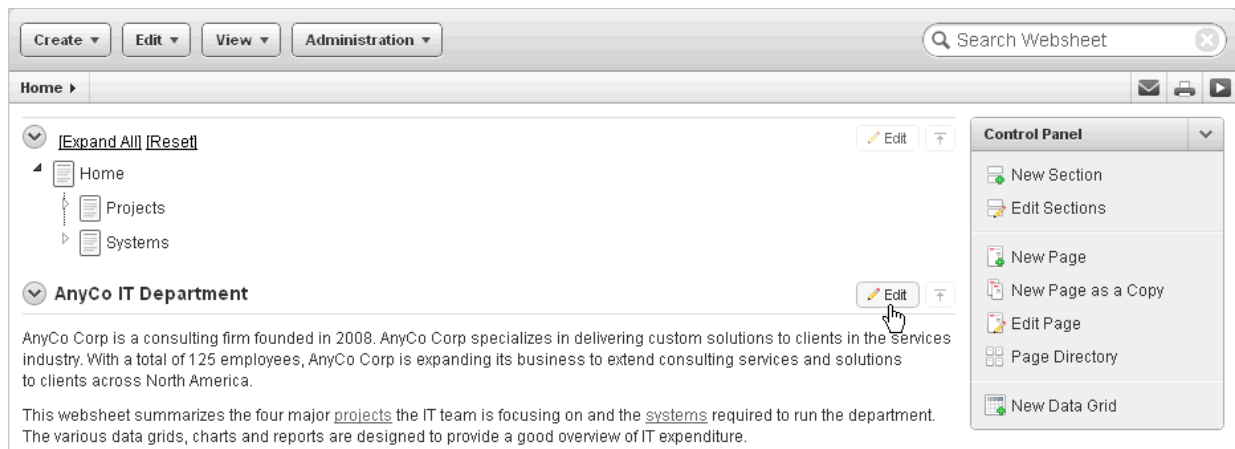 Create Edit View Administration Search Websheet
Home
[Expand All] [Reset] Edit
Home
Projects
Systems
AnyCo IT Department Edit
AnyCo Corp is a consulting firm founded in 2008. AnyCo Corp specializes in delivering custom solutions to clients in the services
industry. With a total of 125 employees, AnyCo Corp is expanding its business to extend consulting services and solutions
to clients across North America.
This websheet summarizes the four major projects the IT team is focusing on and the systems required to run the department.
The various data grids, charts and reports are designed to provide a good overview of IT expenditure.
Control Panel
New Section
Edit Sections
New Page
New Page as a Copy
Edit Page
Page Directory
New Data Grid